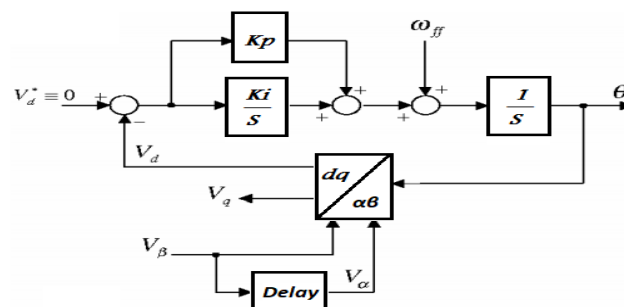 Kp
ω_ff
V_d^* ≡0
+
−
Ki
S
+
+
+
+
1
S
θ
V_d
dq
αβ
V_q
V_β
Delay
V_α